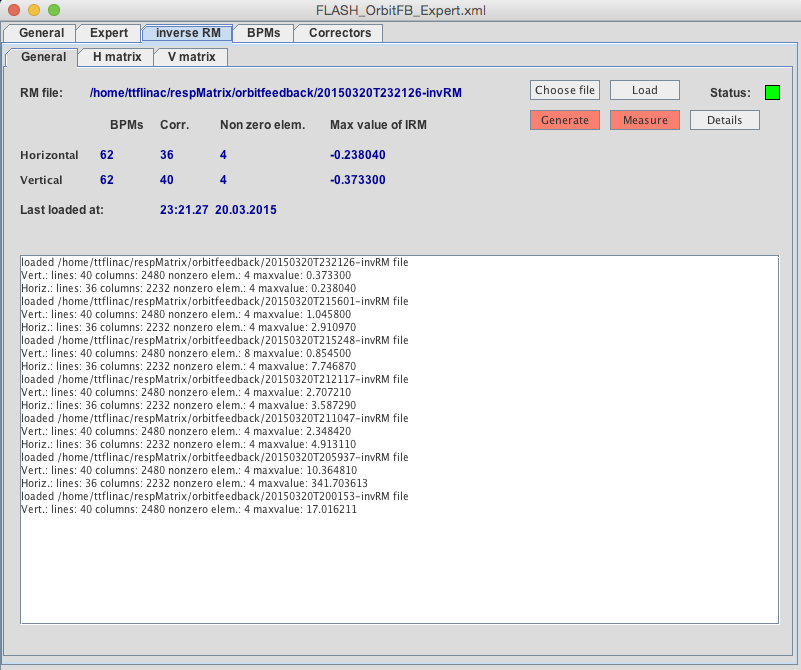 FLASH_OrbitFB_Expert.xml
General Expert inverse RM BPMs Correctors
General H matrix V matrix
RM file: /home/ttflinac/respMatrix/orbitfeedback/20150320T232126-invRM Choose file Load Status:
Generate Measure Details
BPMs Corr. Non zero elem. Max value of IRM
Horizontal 62 36 4 -0.238040
Vertical 62 40 4 -0.373300
Last loaded at: 23:21.27 20.03.2015
loaded /home/ttflinac/respMatrix/orbitfeedback/20150320T232126-invRM file
Vert.: lines: 40 columns: 2480 nonzero elem.: 4 maxvalue: 0.373300
Horiz.: lines: 36 columns: 2232 nonzero elem.: 4 maxvalue: 0.238040
loaded /home/ttflinac/respMatrix/orbitfeedback/20150320T215601-invRM file
Vert.: lines: 40 columns: 2480 nonzero elem.: 4 maxvalue: 1.045800
Horiz.: lines: 36 columns: 2232 nonzero elem.: 4 maxvalue: 2.910970
loaded /home/ttflinac/respMatrix/orbitfeedback/20150320T215248-invRM file
Vert.: lines: 40 columns: 2480 nonzero elem.: 8 maxvalue: 0.854500
Horiz.: lines: 36 columns: 2232 nonzero elem.: 4 maxvalue: 7.746870
loaded /home/ttflinac/respMatrix/orbitfeedback/20150320T212117-invRM file
Vert.: lines: 40 columns: 2480 nonzero elem.: 4 maxvalue: 2.707210
Horiz.: lines: 36 columns: 2232 nonzero elem.: 4 maxvalue: 3.587290
loaded /home/ttflinac/respMatrix/orbitfeedback/20150320T211047-invRM file
Vert.: lines: 40 columns: 2480 nonzero elem.: 4 maxvalue: 2.348420
Horiz.: lines: 36 columns: 2232 nonzero elem.: 4 maxvalue: 4.913110
loaded /home/ttflinac/respMatrix/orbitfeedback/20150320T205937-invRM file
Vert.: lines: 40 columns: 2480 nonzero elem.: 4 maxvalue: 10.364810
Horiz.: lines: 36 columns: 2232 nonzero elem.: 4 maxvalue: 341.703613
loaded /home/ttflinac/respMatrix/orbitfeedback/20150320T200153-invRM file
Vert.: lines: 40 columns: 2480 nonzero elem.: 4 maxvalue: 17.016211